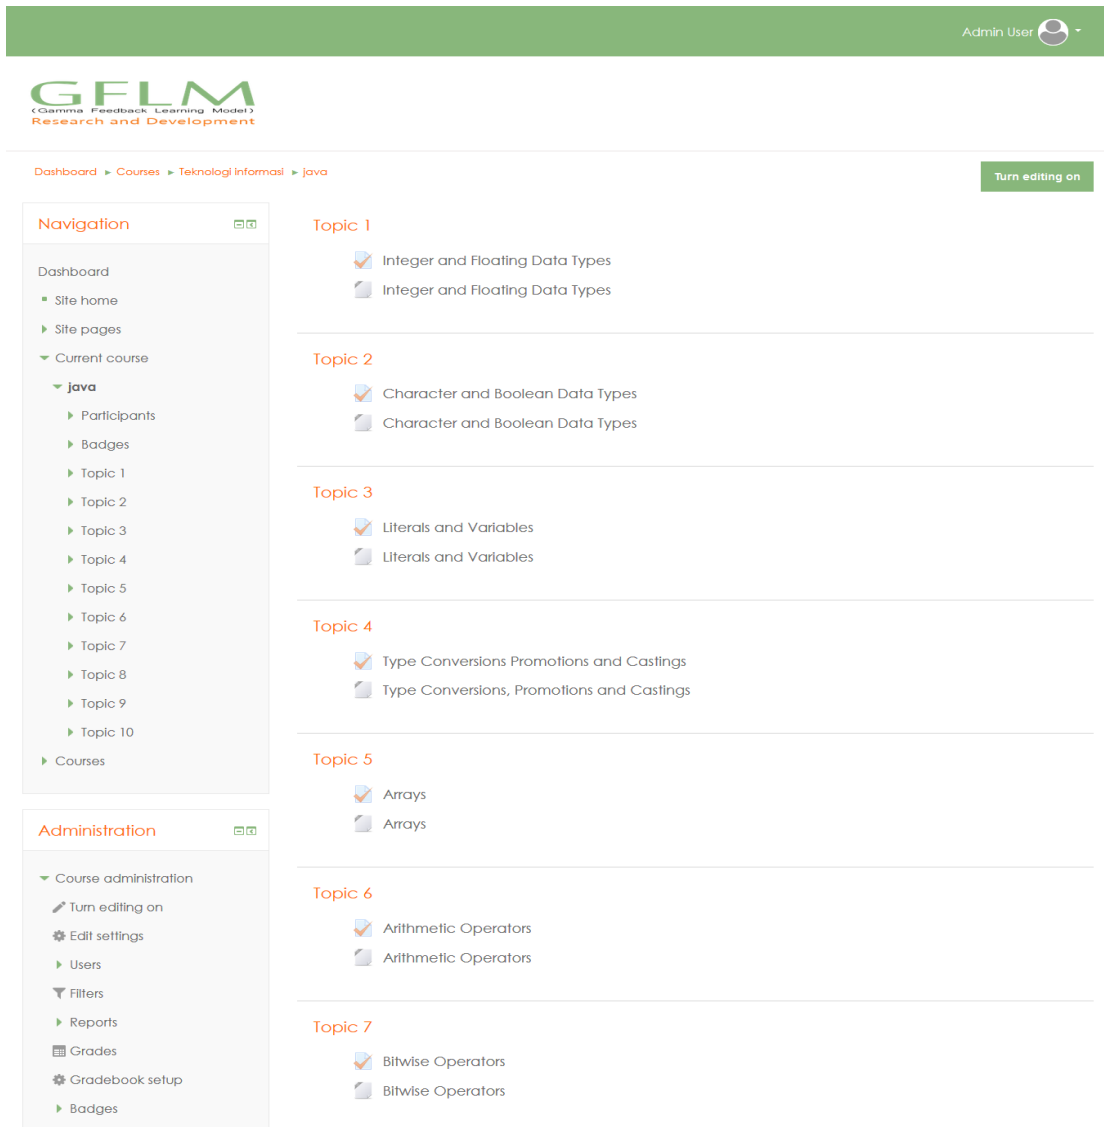 Admin User
GFLM
(Gamma Feedback Learning Model)
Research and Development
Dashboard ► Courses ► Teknologi informasi ► java
Turn editing on
Navigation
Dashboard
Site home
Site pages
Current course
java
Participants
Badges
Topic 1
Topic 2
Topic 3
Topic 4
Topic 5
Topic 6
Topic 7
Topic 8
Topic 9
Topic 10
Courses
Administration
Course administration
Turn editing on
Edit settings
Users
Filters
Reports
Grades
Gradebook setup
Badges
Topic 1
Integer and Floating Data Types
Integer and Floating Data Types
Topic 2
Character and Boolean Data Types
Character and Boolean Data Types
Topic 3
Literals and Variables
Literals and Variables
Topic 4
Type Conversions Promotions and Castings
Type Conversions, Promotions and Castings
Topic 5
Arrays
Arrays
Topic 6
Arithmetic Operators
Arithmetic Operators
Topic 7
Bitwise Operators
Bitwise Operators